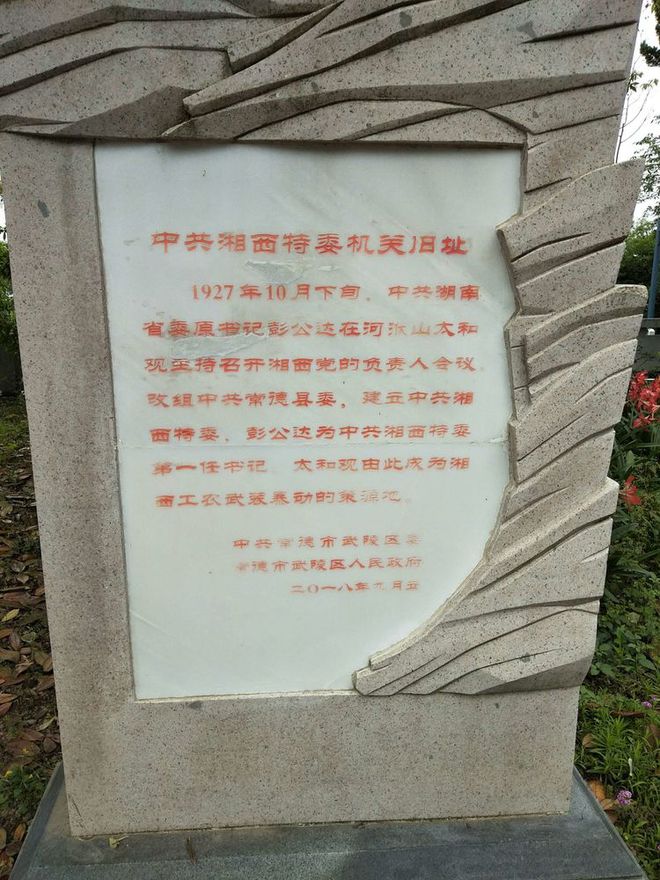 中共湘西特委机关旧址
1927年10月下旬，中共湖南
省委原书记彭公达在河洑山太和
观主持召开湘西党的负责人会议，
改组中共常德县委，建立中共湘
西特委，彭公达为中共湘西特委
第一任书记。太和观由此成为湘
西工农武装暴动的策源地。
中共常德市武陵区委
常德市武陵区人民政府
二〇一八年九月立